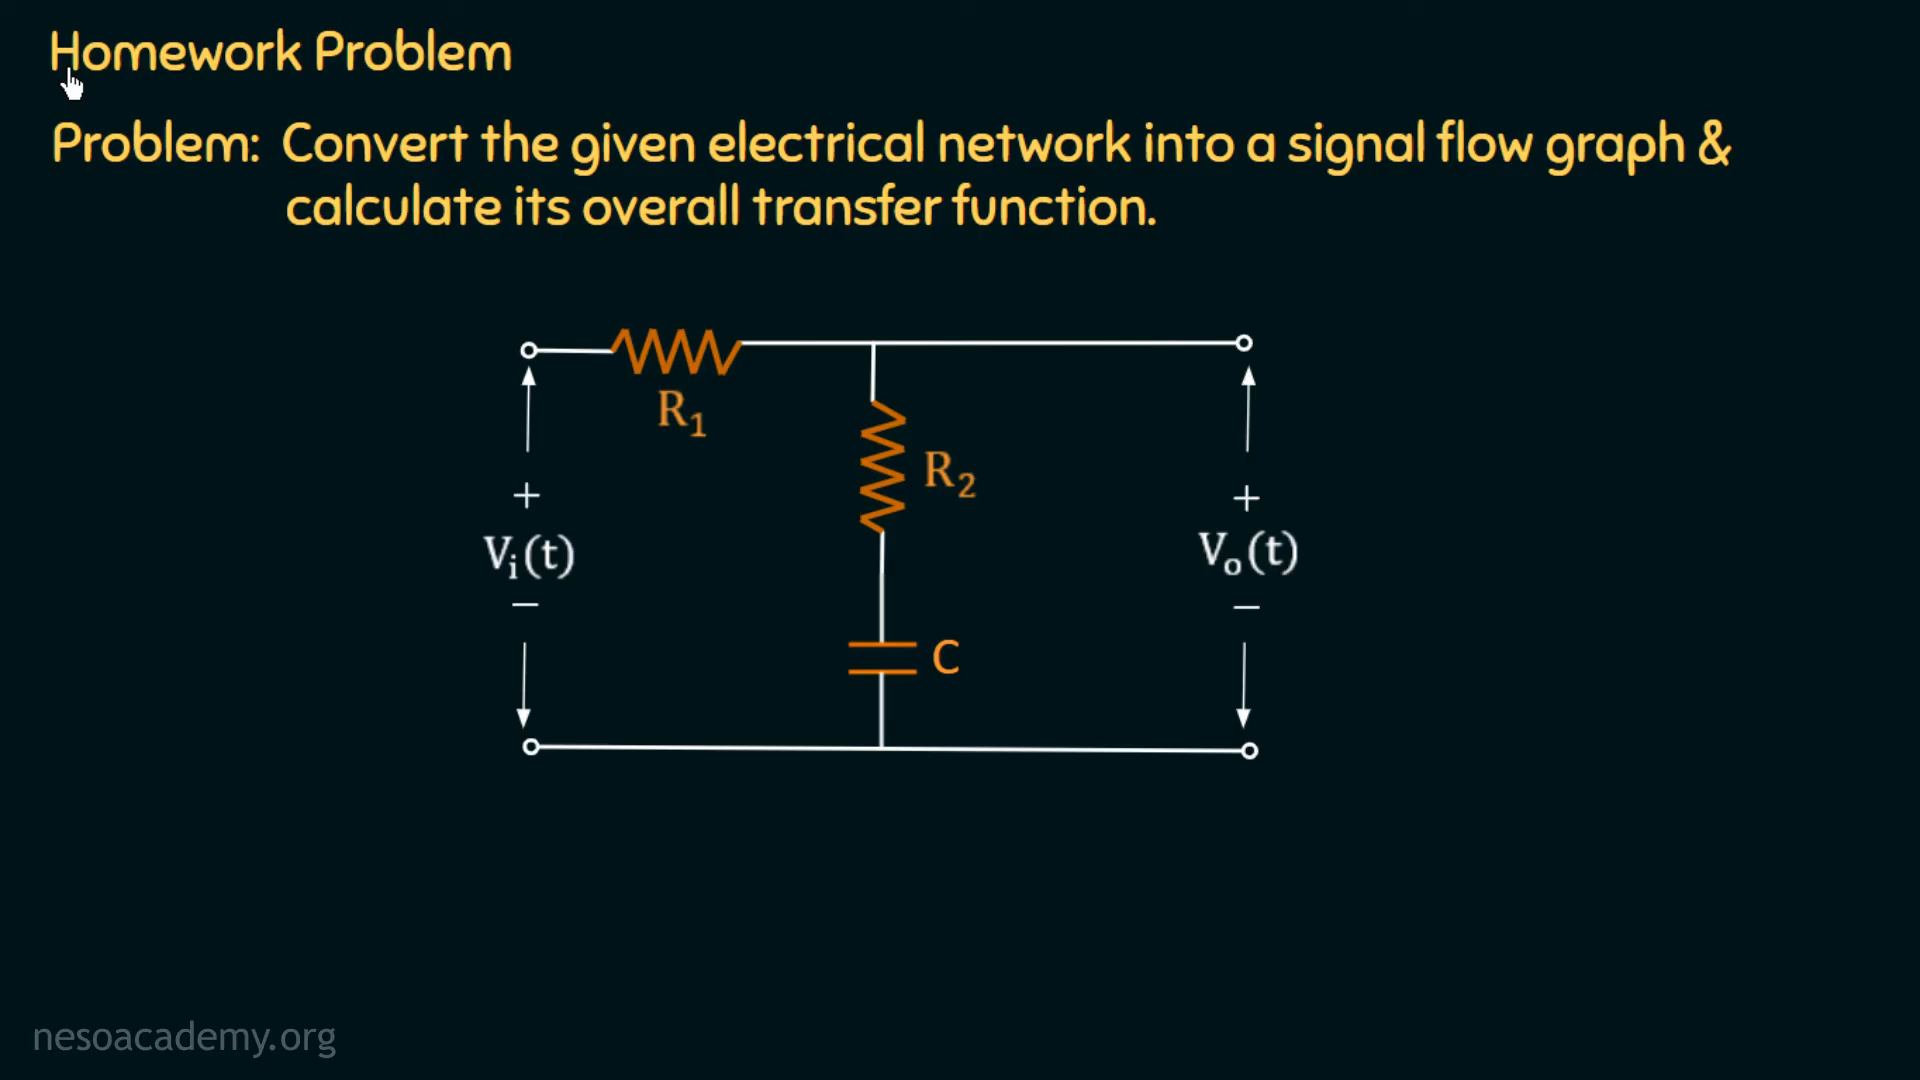 Homework Problem
Problem: Convert the given electrical network into a signal flow graph &
calculate its overall transfer function.
R₁
R₂
+
+
Vᵢ(t)
Vₒ(t)
−
−
C
nesoacademy.org